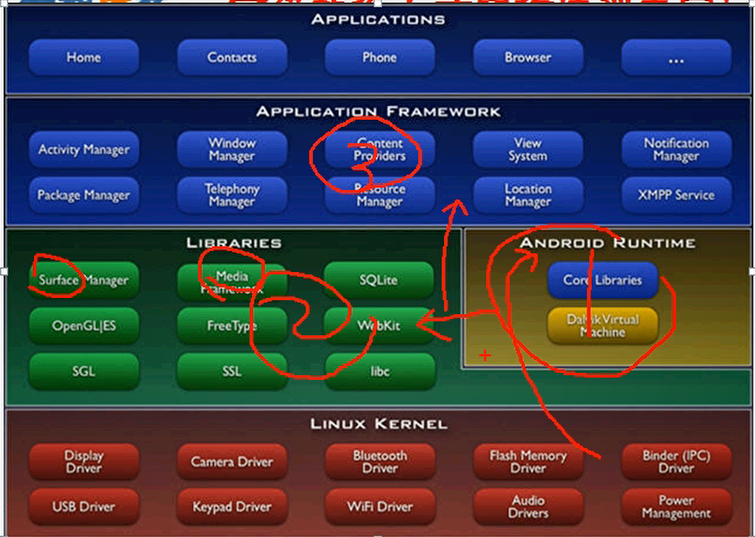 APPLICATIONS
Home
Contacts
Phone
Browser
...
APPLICATION FRAMEWORK
Activity Manager
Window
Manager
Content
Providers
View
System
Notification
Manager
Package Manager
Telephony
Manager
Resource
Manager
Location
Manager
XMPP Service
3
LIBRARIES
Surface Manager
Media
Framework
SQLite
OpenGL|ES
FreeType
WebKit
SGL
SSL
libc
2
ANDROID RUNTIME
Core Libraries
Dalvik Virtual
Machine
1
LINUX KERNEL
Display
Driver
Camera Driver
Bluetooth
Driver
Flash Memory
Driver
Binder (IPC)
Driver
USB Driver
Keypad Driver
WiFi Driver
Audio
Drivers
Power
Management